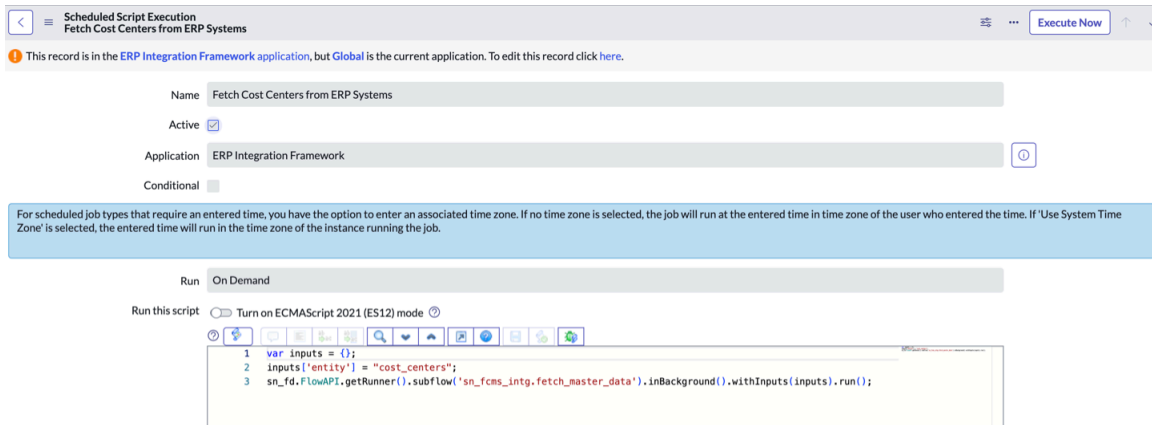 Scheduled Script Execution
Fetch Cost Centers from ERP Systems
Execute Now
This record is in the ERP Integration Framework application, but Global is the current application. To edit this record click here.
Name Fetch Cost Centers from ERP Systems
Active
Application ERP Integration Framework
Conditional
For scheduled job types that require an entered time, you have the option to enter an associated time zone. If no time zone is selected, the job will run at the entered time in time zone of the user who entered the time. If 'Use System Time
Zone' is selected, the entered time will run in the time zone of the instance running the job.
Run On Demand
Run this script Turn on ECMAScript 2021 (ES12) mode
1 var inputs = {};
2 inputs['entity'] = "cost_centers";
3 sn_fd.FlowAPI.getRunner().subflow('sn_fcms_intg.fetch_master_data').inBackground().withInputs(inputs).run();